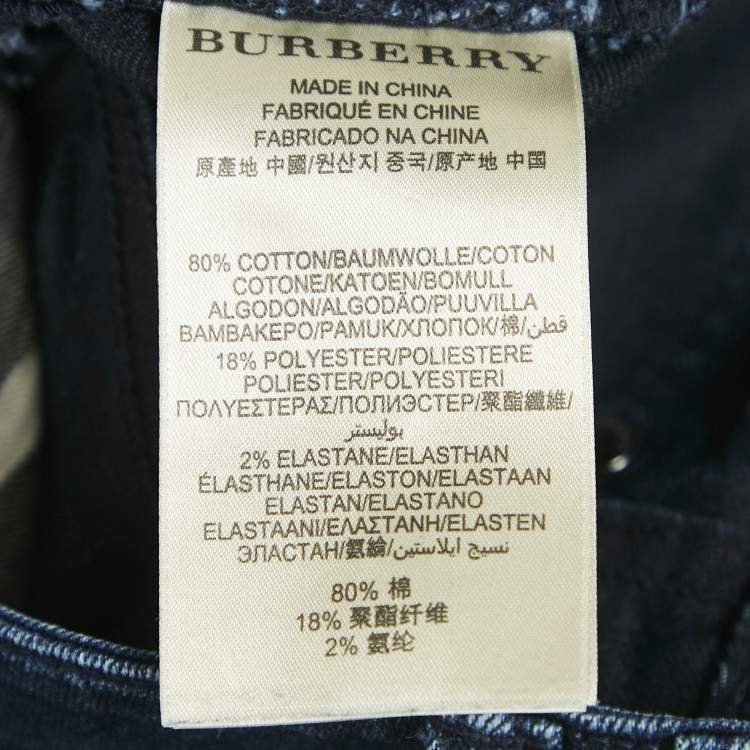 BURBERRY
MADE IN CHINA
FABRIQUÉ EN CHINE
FABRICADO NA CHINA
原產地 中國/원산지 중국/原产地 中国
80% COTTON/BAUMWOLLE/COTON
COTONE/KATOEN/BOMULL
ALGODON/ALGODÃO/PUUVILLA
ΒΑΜΒΑΚΕΡΟ/PAMUK/ХЛОПОК/棉/قطن
18% POLYESTER/POLIESTERE
POLIESTER/POLYESTERI
ΠΟΛΥΕΣΤΕΡΑΣ/ПОЛИЭСТЕР/聚酯纖維/
بوليستر
2% ELASTANE/ELASTHAN
ÉLASTHANE/ELASTON/ELASTAAN
ELASTAN/ELASTANO
ELASTAANI/ΕΛΑΣΤΑΝΗ/ELASTEN
ЭЛАСТАН/氨綸/نسيج ايلاستين
80% 棉
18% 聚酯纤维
2% 氨纶